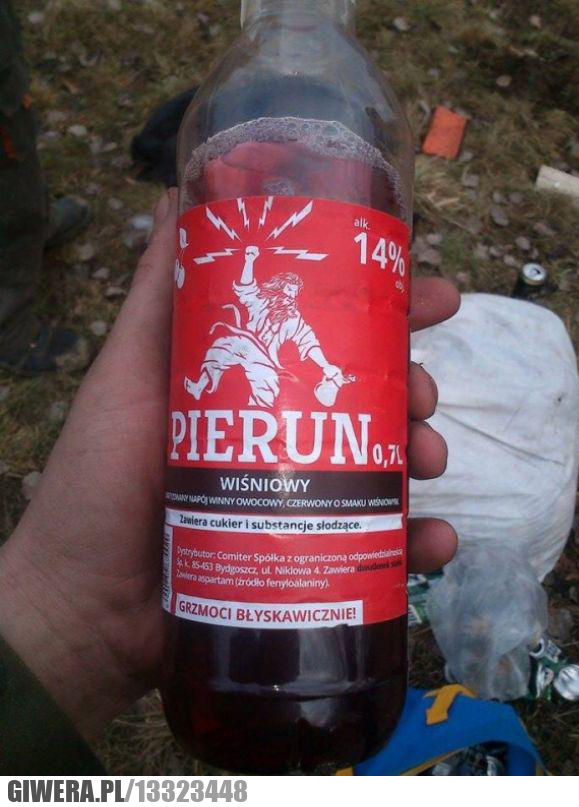 alk.
14%
obj.
PIERUN 0,7L
WIŚNIOWY
NAPÓJ WINNY OWOCOWY, CZERWONY O SMAKU WIŚNIOWYM.
Zawiera cukier i substancje słodzące.
Dystrybutor: Comiter Spółka z ograniczoną odpowiedzialnością
Sp. k. 85-453 Bydgoszcz, ul. Niklowa 4. Zawiera dwutlenek siarki.
Zawiera aspartam (źródło fenyloalaniny).
GRZMOCI BŁYSKAWICZNIE!
GIWERA.PL/13323448